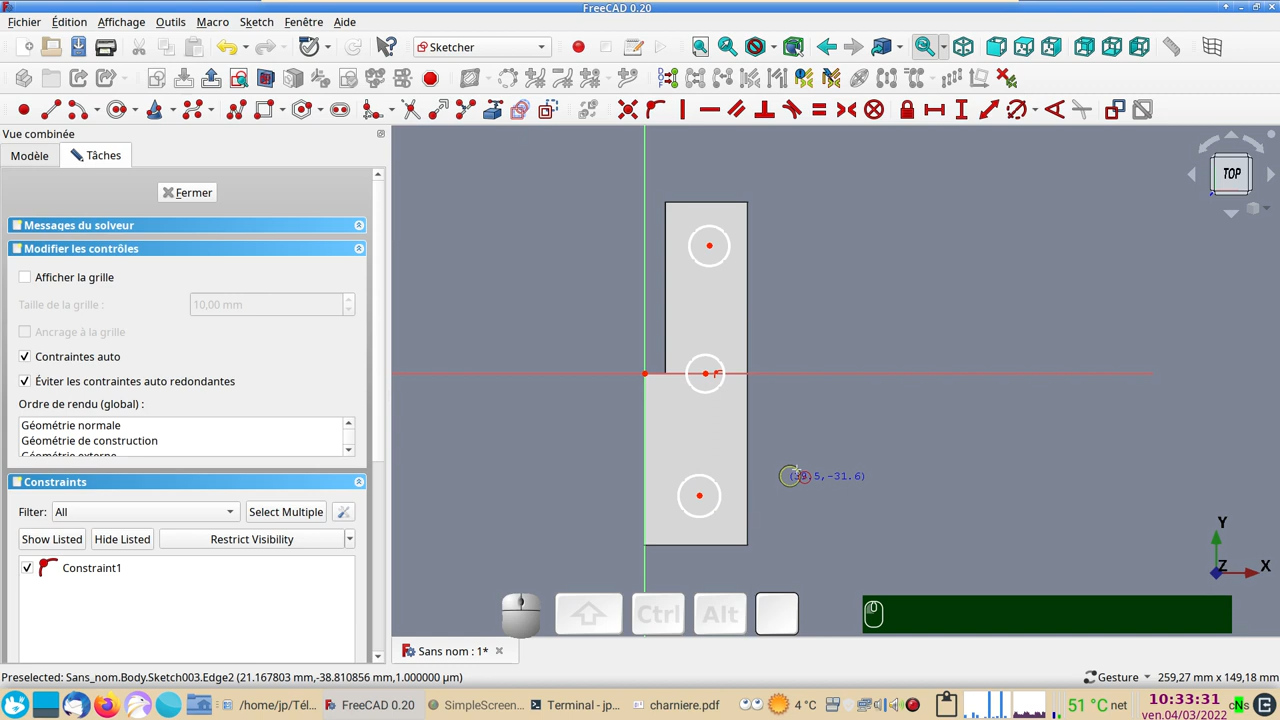 FreeCAD 0.20
Fichier Édition Affichage Outils Macro Sketch Fenêtre Aide
Sketcher
Vue combinée
Modèle Tâches
Fermer
Messages du solveur
Modifier les contrôles
Afficher la grille
Taille de la grille : 10,00 mm
Ancrage à la grille
Contraintes auto
Éviter les contraintes auto redondantes
Ordre de rendu (global) :
Géométrie normale
Géométrie de construction
Géométrie externe
Constraints
Filter: All Select Multiple
Show Listed Hide Listed Restrict Visibility
Constraint1
TOP
Y
Z X
Ctrl Alt
Sans nom : 1*
Preselected: Sans_nom.Body.Sketch003.Edge2 (21.167803 mm,-38.810856 mm,1.000000 µm) Gesture 259,27 mm x 149,18 mm
/home/jp/Tél... FreeCAD 0.20 SimpleScreen... Terminal - jp... charniere.pdf 4°C 51°C net 10:33:31
ven.04/03/2022